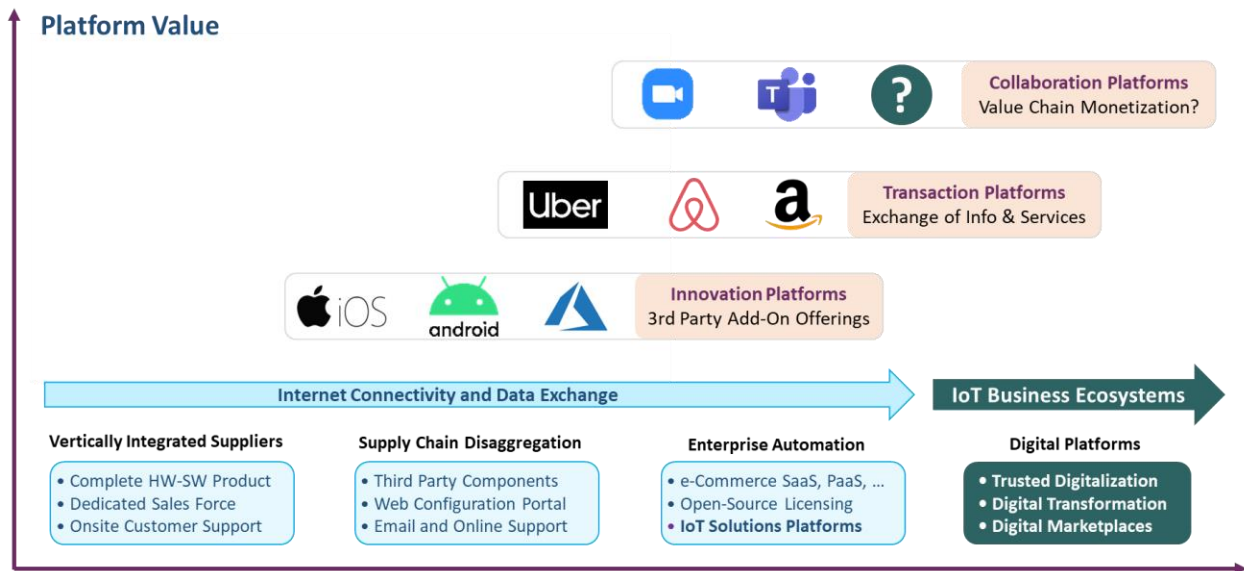 Platform Value
Collaboration Platforms
Value Chain Monetization?
T
?
Transaction Platforms
Exchange of Info & Services
Uber
a
Innovation Platforms
3rd Party Add-On Offerings
iOS
android
Internet Connectivity and Data Exchange
IoT Business Ecosystems
Vertically Integrated Suppliers
• Complete HW-SW Product
• Dedicated Sales Force
• Onsite Customer Support
Supply Chain Disaggregation
• Third Party Components
• Web Configuration Portal
• Email and Online Support
Enterprise Automation
• e-Commerce SaaS, PaaS, ...
• Open-Source Licensing
• IoT Solutions Platforms
Digital Platforms
• Trusted Digitalization
• Digital Transformation
• Digital Marketplaces